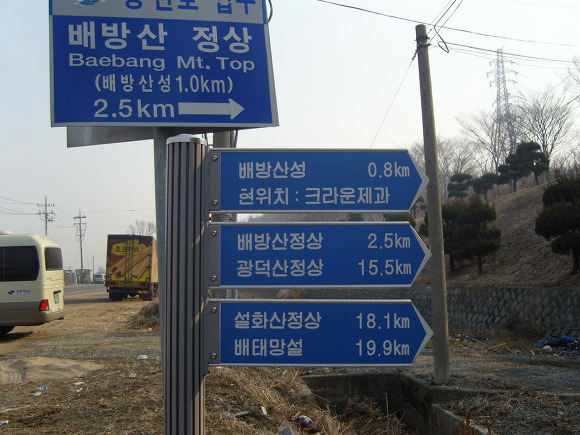 입구
배방산 정상
Baebang Mt. Top
(배방산성1.0km)
2.5km
배방산성 0.8km
현위치 : 크라운제과
배방산정상 2.5km
광덕산정상 15.5km
설화산정상 18.1km
배태망설 19.9km